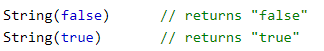 String(false)      // returns "false"
String(true)       // returns "true"